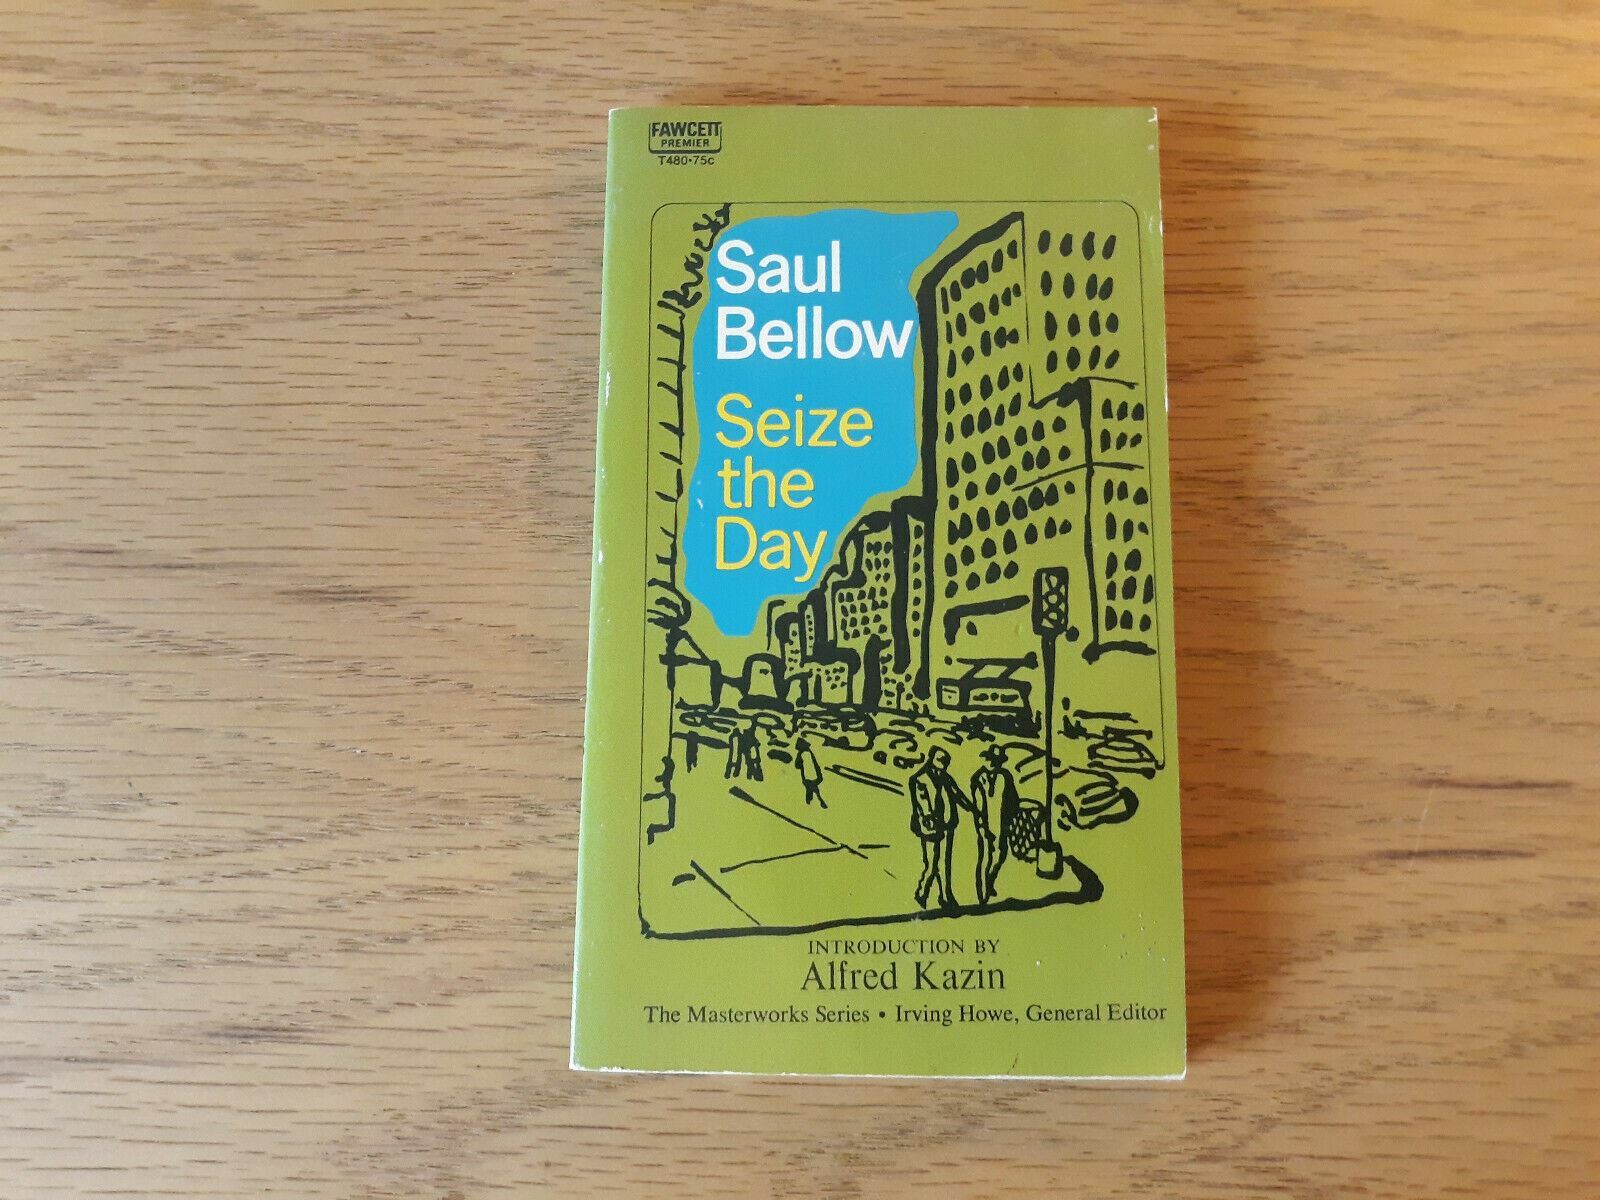 FAWCETT
PREMIER
T480•75c
Saul
Bellow
Seize
the
Day
INTRODUCTION BY
Alfred Kazin
The Masterworks Series • Irving Howe, General Editor